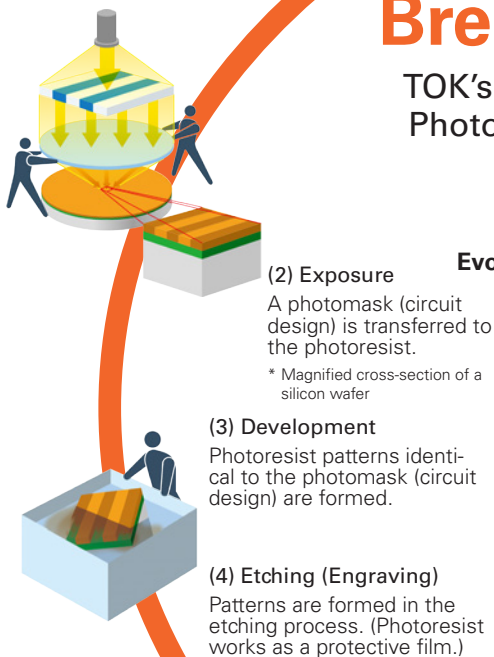 Bre
TOK's
Photo
Evo
(2) Exposure
A photomask (circuit
design) is transferred to
the photoresist.
* Magnified cross-section of a
silicon wafer
(3) Development
Photoresist patterns identi-
cal to the photomask (circuit
design) are formed.
(4) Etching (Engraving)
Patterns are formed in the
etching process. (Photoresist
works as a protective film.)